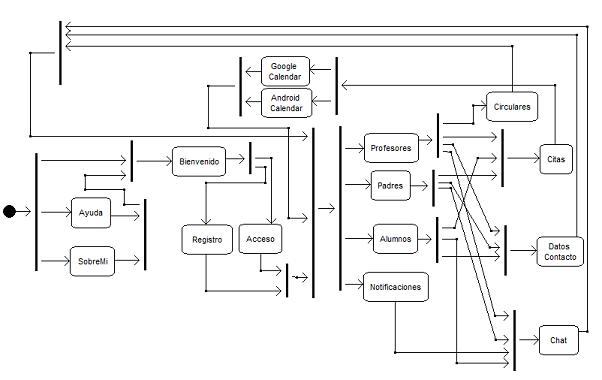 Google
Calendar
Android
Calendar
Circulares
Profesores
Bienvenido
Citas
Padres
Ayuda
Registro
Acceso
Alumnos
Datos
Contacto
SobreMi
Notificaciones
Chat